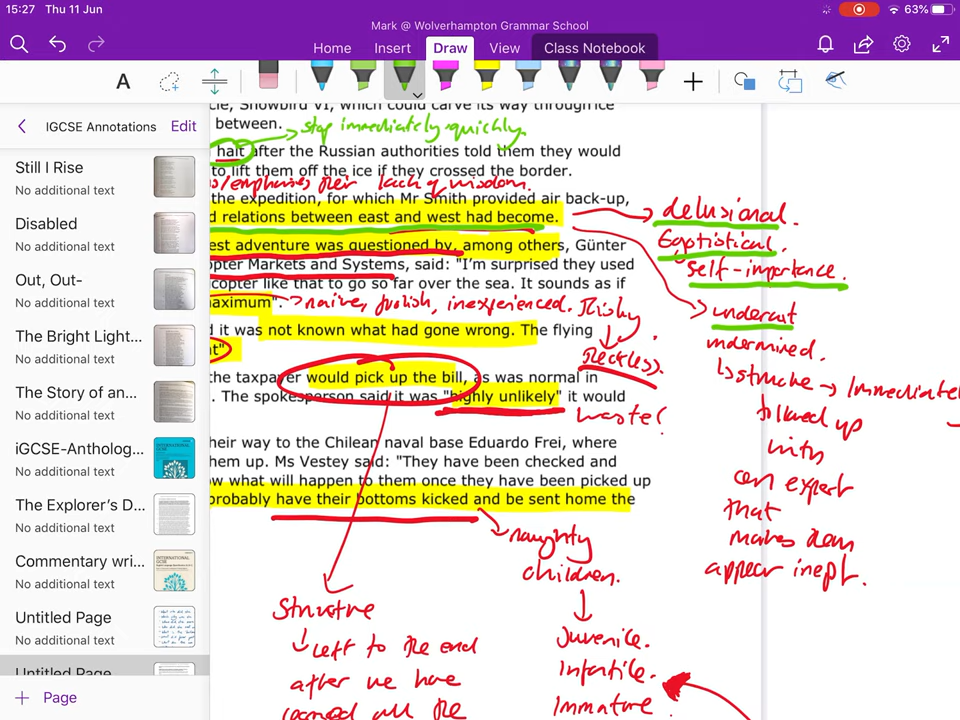 15:27 Thu 11 Jun
63%
Mark @ Wolverhampton Grammar School
Home Insert Draw View Class Notebook
A
IGCSE Annotations Edit
Still I Rise
No additional text
Disabled
No additional text
Out, Out-
No additional text
The Bright Light...
No additional text
The Story of an...
No additional text
iGCSE-Antholog...
No additional text
The Explorer's D...
No additional text
Commentary wri...
No additional text
Untitled Page
No additional text
Untitled Page
Page
cle, Snowbird VI, which could carve its way through ice
between.
stop immediately quickly.
halt after the Russian authorities told them they would
to lift them off the ice if they crossed the border.
/emphasises their lack of wisdom.
the expedition, for which Mr Smith provided air back-up,
d relations between east and west had become.
est adventure was questioned by, among others, Günter
opter Markets and Systems, said: "I'm surprised they used
copter like that to go so far over the sea. It sounds as if
maximum".
naive, foolish, inexperienced. Risky
d it was not known what had gone wrong. The flying
t"
Reckless.
the taxpayer would pick up the bill, as was normal in
. The spokesperson said it was "highly unlikely" it would
waste!
heir way to the Chilean naval base Eduardo Frei, where
hem up. Ms Vestey said: "They have been checked and
ow what will happen to them once they have been picked up
probably have their bottoms kicked and be sent home the
delusional.
Egotistical.
self-importance.
undercut
undermined.
structure → Immediately
followed up
with
an expert
that
makes them
appear inept.
naughty
children.
Juvenile.
Infantile.
Immature
Structure
Left to the end
after we have
learned all the